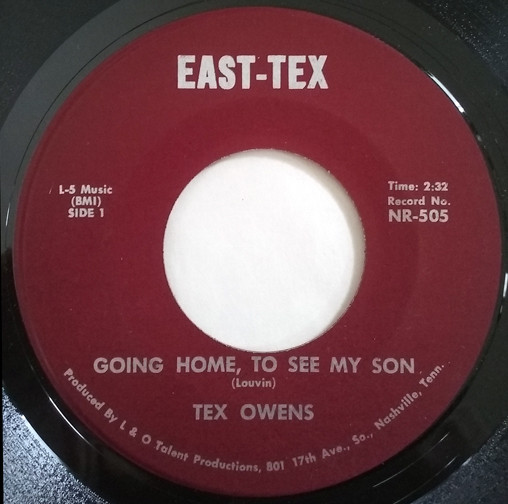 EAST-TEX
L-5 Music
(BMI)
SIDE 1
Time: 2:32
Record No.
NR-505
GOING HOME, TO SEE MY SON
(Louvin)
TEX OWENS
Produced By L & O Talent Productions, 801 17th Ave., So., Nashville, Tenn.